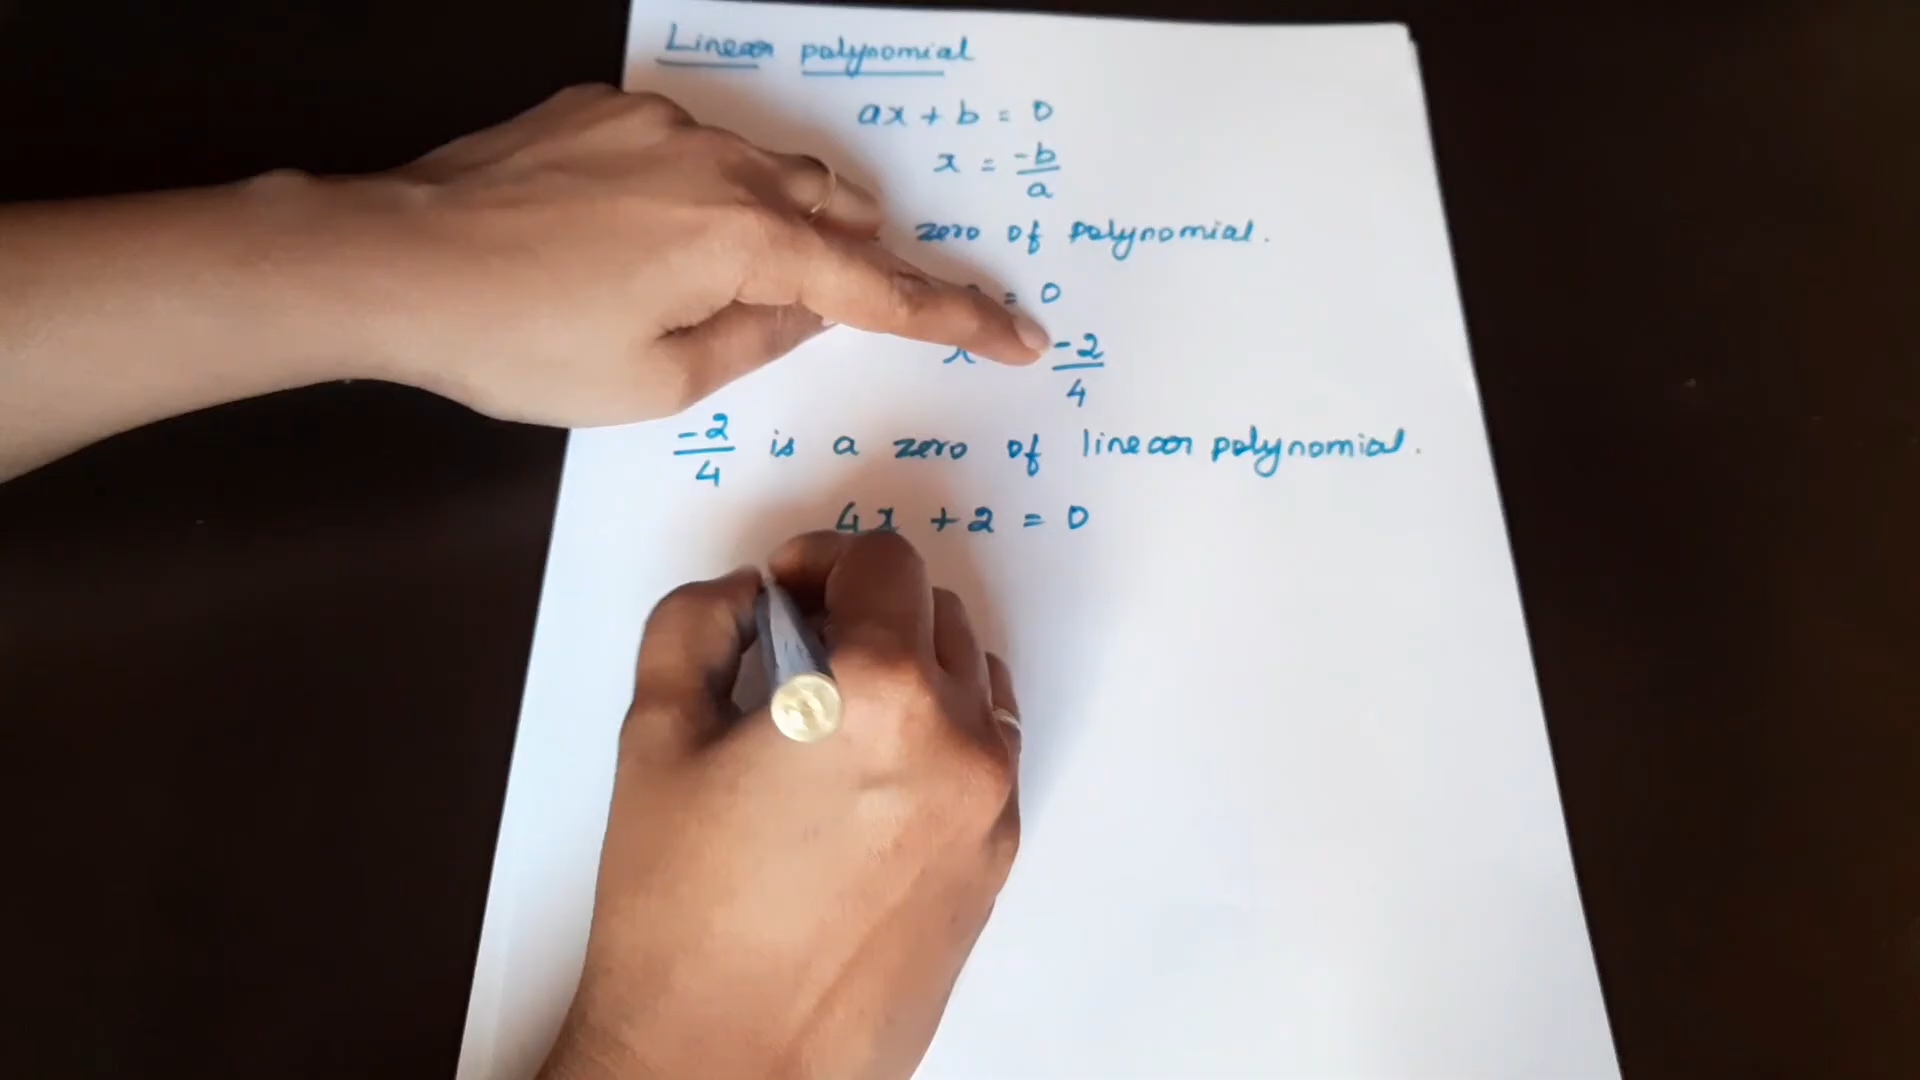 Linear polynomial
ax + b = 0
x = -b/a
zero of polynomial.
= 0
x -2/4
-2/4 is a zero of linear polynomial.
4x + 2 = 0